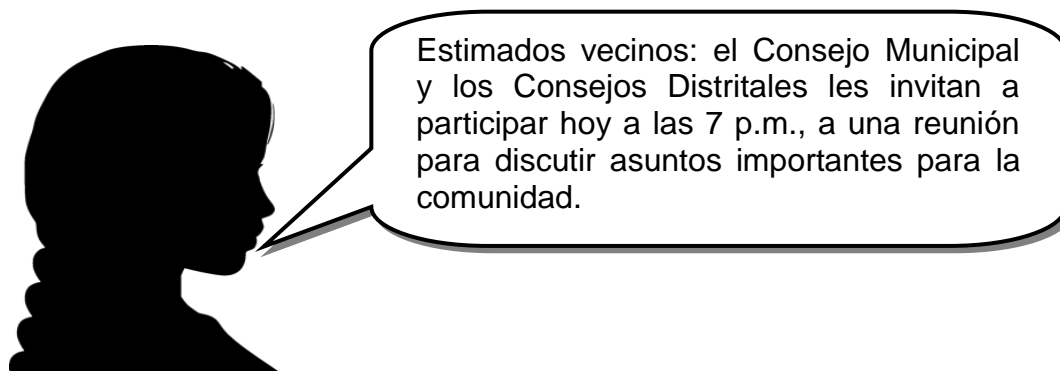 Estimados vecinos: el Consejo Municipal
y los Consejos Distritales les invitan a
participar hoy a las 7 p.m., a una reunión
para discutir asuntos importantes para la
comunidad.